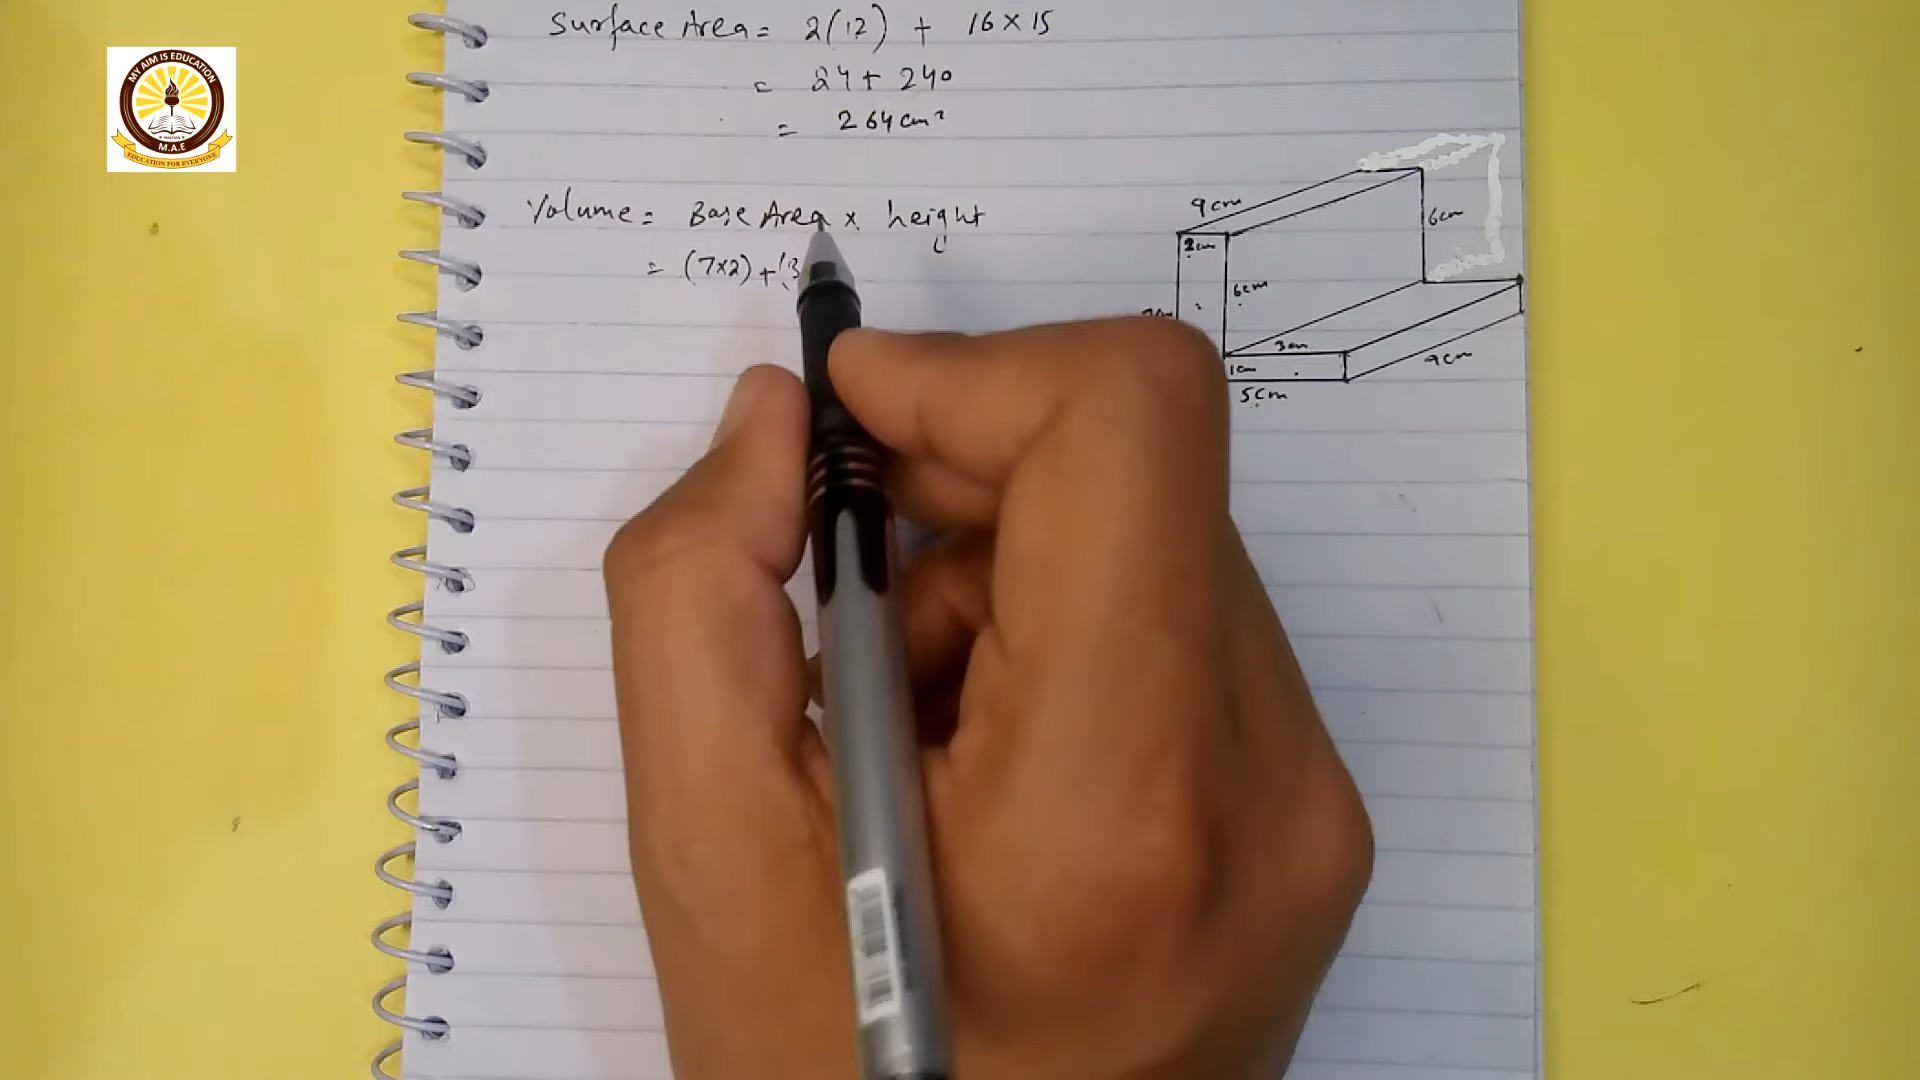 MY AIM IS EDUCATION
M.A.E
EDUCATION FOR EVERYONE
Surface Area = 2(12) + 16 × 15
= 24 + 240
= 264 cm²
Volume = Base Area × height
= (7×2) + (3
9cm
2cm
6cm
6cm
3cm
1cm
9cm
5cm